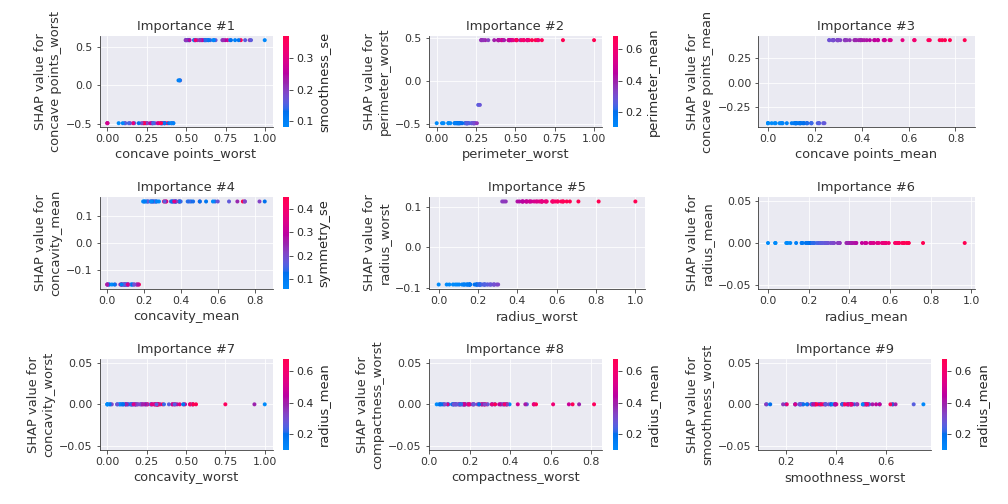 Importance #1
SHAP value for
concave points_worst
0.5
0.0
−0.5
0.00
0.25
0.50
0.75
1.00
concave points_worst
0.3
0.2
0.1
smoothness_se
Importance #2
SHAP value for
perimeter_worst
0.5
0.0
−0.5
0.00
0.25
0.50
0.75
1.00
perimeter_worst
0.6
0.4
0.2
perimeter_mean
Importance #3
SHAP value for
concave points_mean
0.25
0.00
−0.25
0.0
0.2
0.4
0.6
0.8
concave points_mean
Importance #4
SHAP value for
concavity_mean
0.1
0.0
−0.1
0.0
0.2
0.4
0.6
0.8
concavity_mean
0.4
0.3
0.2
0.1
symmetry_se
Importance #5
SHAP value for
radius_worst
0.1
0.0
−0.1
0.0
0.2
0.4
0.6
0.8
1.0
radius_worst
Importance #6
SHAP value for
radius_mean
0.05
0.00
−0.05
0.0
0.2
0.4
0.6
0.8
1.0
radius_mean
Importance #7
SHAP value for
concavity_worst
0.05
0.00
−0.05
0.00
0.25
0.50
0.75
1.00
concavity_worst
0.6
0.4
0.2
radius_mean
Importance #8
SHAP value for
compactness_worst
0.05
0.00
−0.05
0.0
0.2
0.4
0.6
0.8
compactness_worst
0.6
0.4
0.2
radius_mean
Importance #9
SHAP value for
smoothness_worst
0.05
0.00
−0.05
0.2
0.4
0.6
smoothness_worst
0.6
0.4
0.2
radius_mean